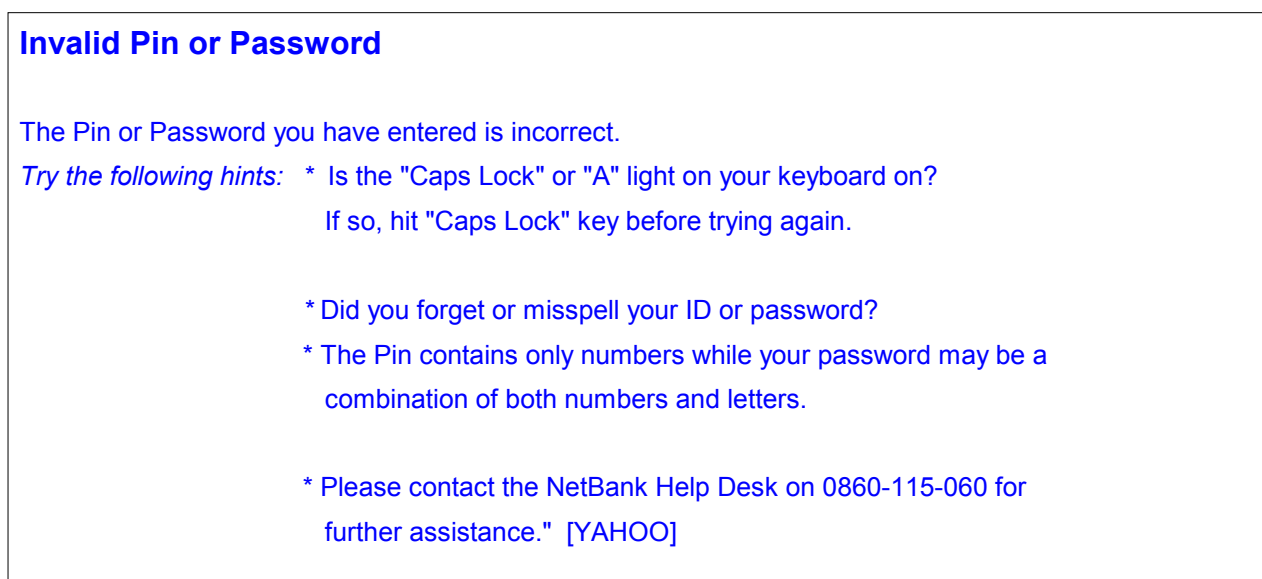 Invalid Pin or Password
The Pin or Password you have entered is incorrect.
Try the following hints: * Is the "Caps Lock" or "A" light on your keyboard on?
If so, hit "Caps Lock" key before trying again.
* Did you forget or misspell your ID or password?
* The Pin contains only numbers while your password may be a
combination of both numbers and letters.
* Please contact the NetBank Help Desk on 0860-115-060 for
further assistance." [YAHOO]